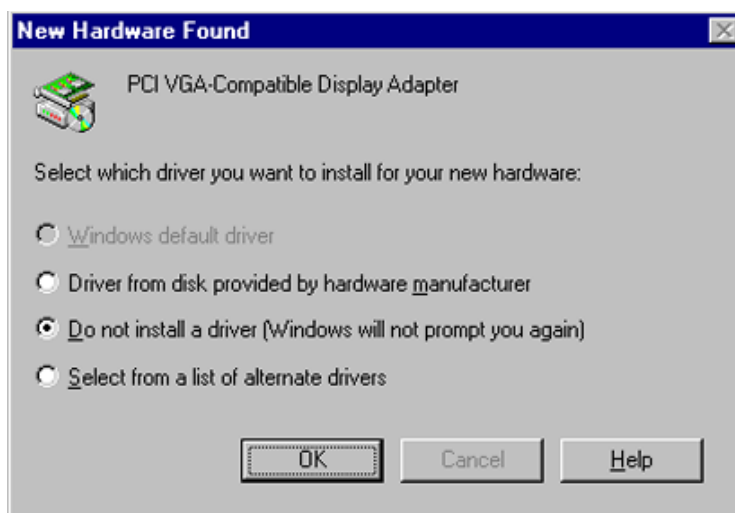 New Hardware Found
PCI VGA-Compatible Display Adapter
Select which driver you want to install for your new hardware:
Windows default driver
Driver from disk provided by hardware manufacturer
Do not install a driver (Windows will not prompt you again)
Select from a list of alternate drivers
OK Cancel Help